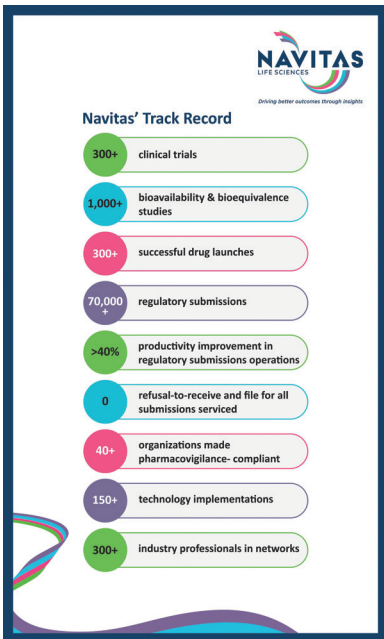 NAVITAS
LIFE SCIENCES
Driving better outcomes through insights
Navitas' Track Record
300+ clinical trials
1,000+ bioavailability & bioequivalence
studies
300+ successful drug launches
70,000
+ regulatory submissions
>40% productivity improvement in
regulatory submissions operations
0 refusal-to-receive and file for all
submissions serviced
40+ organizations made
pharmacovigilance- compliant
150+ technology implementations
300+ industry professionals in networks